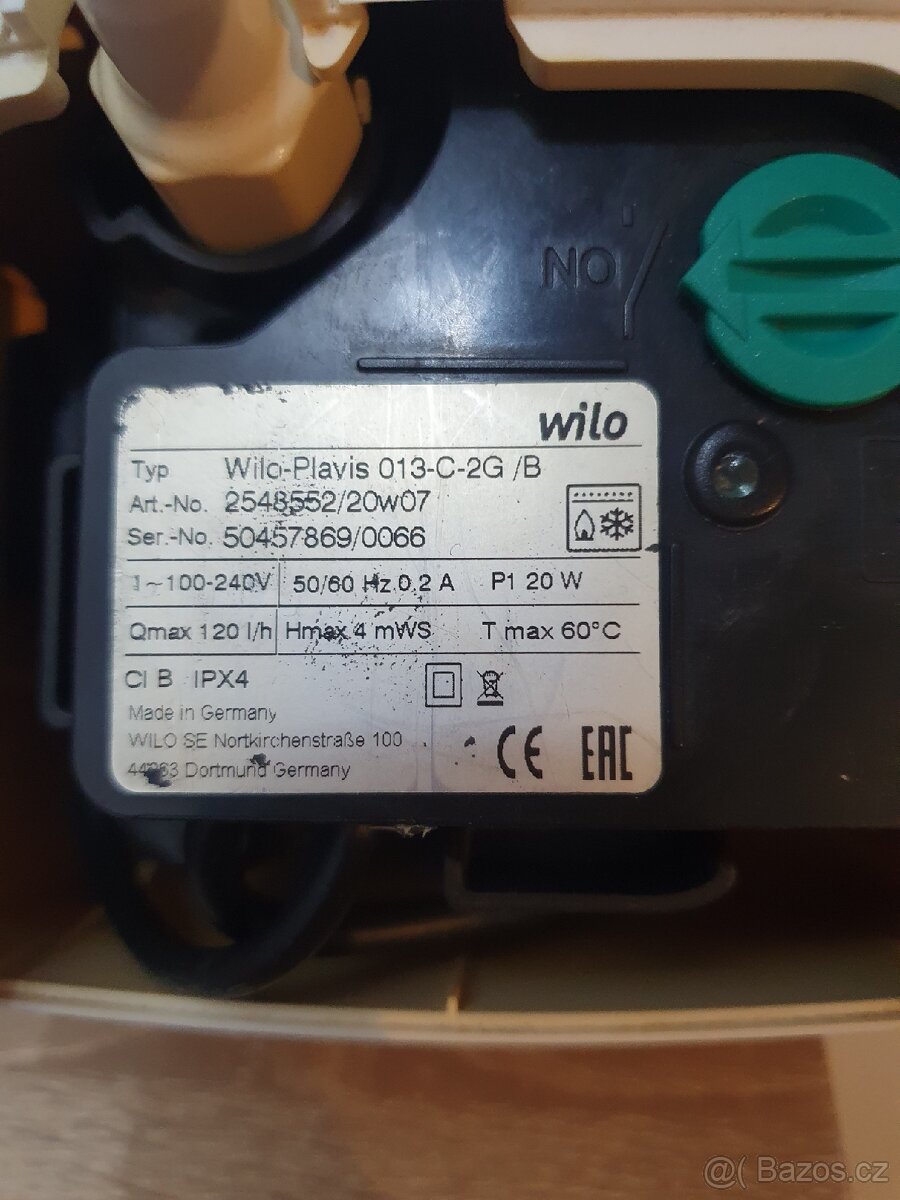 NO
wilo
Typ Wilo-Plavis 013-C-2G /B
Art.-No. 2548552/20w07
Ser.-No. 50457869/0066
1~100-240V 50/60 Hz 0.2 A P1 20 W
Qmax 120 l/h Hmax 4 mWS T max 60°C
Cl B IPX4
Made in Germany
WILO SE Nortkirchenstraße 100
Dortmund Germany
CE EAC
@( Bazos.cz